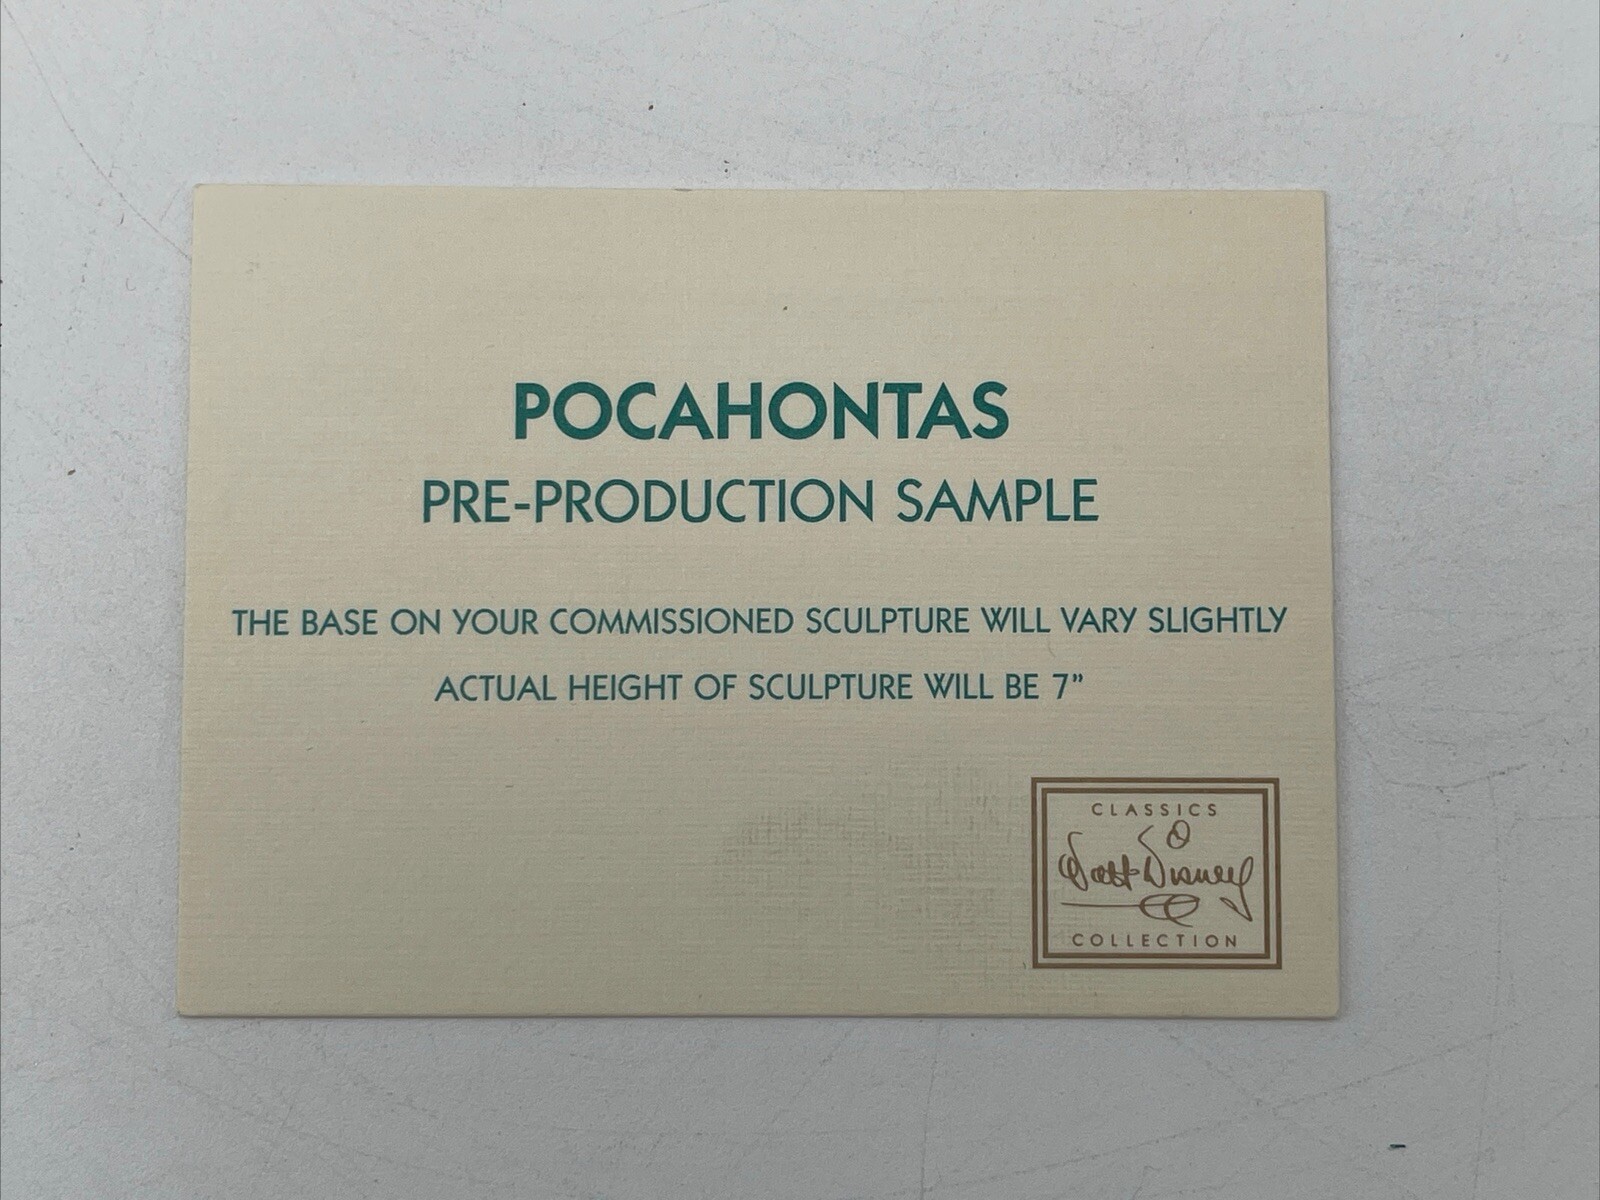 POCAHONTAS
PRE-PRODUCTION SAMPLE
THE BASE ON YOUR COMMISSIONED SCULPTURE WILL VARY SLIGHTLY
ACTUAL HEIGHT OF SCULPTURE WILL BE 7”
CLASSICS
Walt Disney
COLLECTION